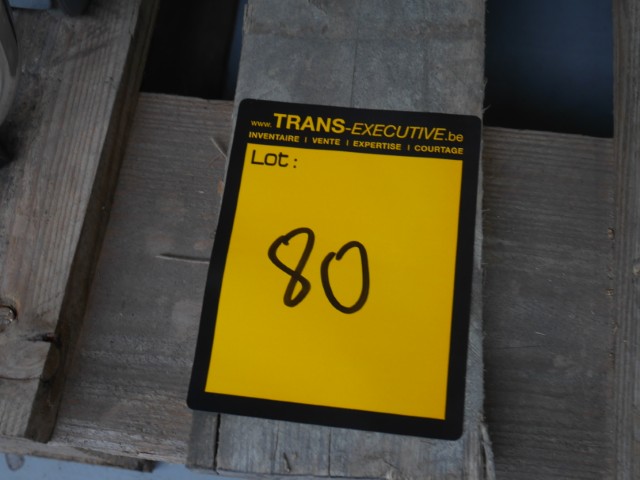 www.TRANS-EXECUTIVE.be
INVENTAIRE | VENTE | EXPERTISE | COURTAGE
Lot:
80